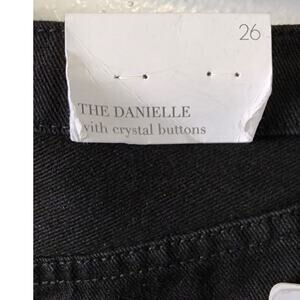 26
THE DANIELLE
with crystal buttons